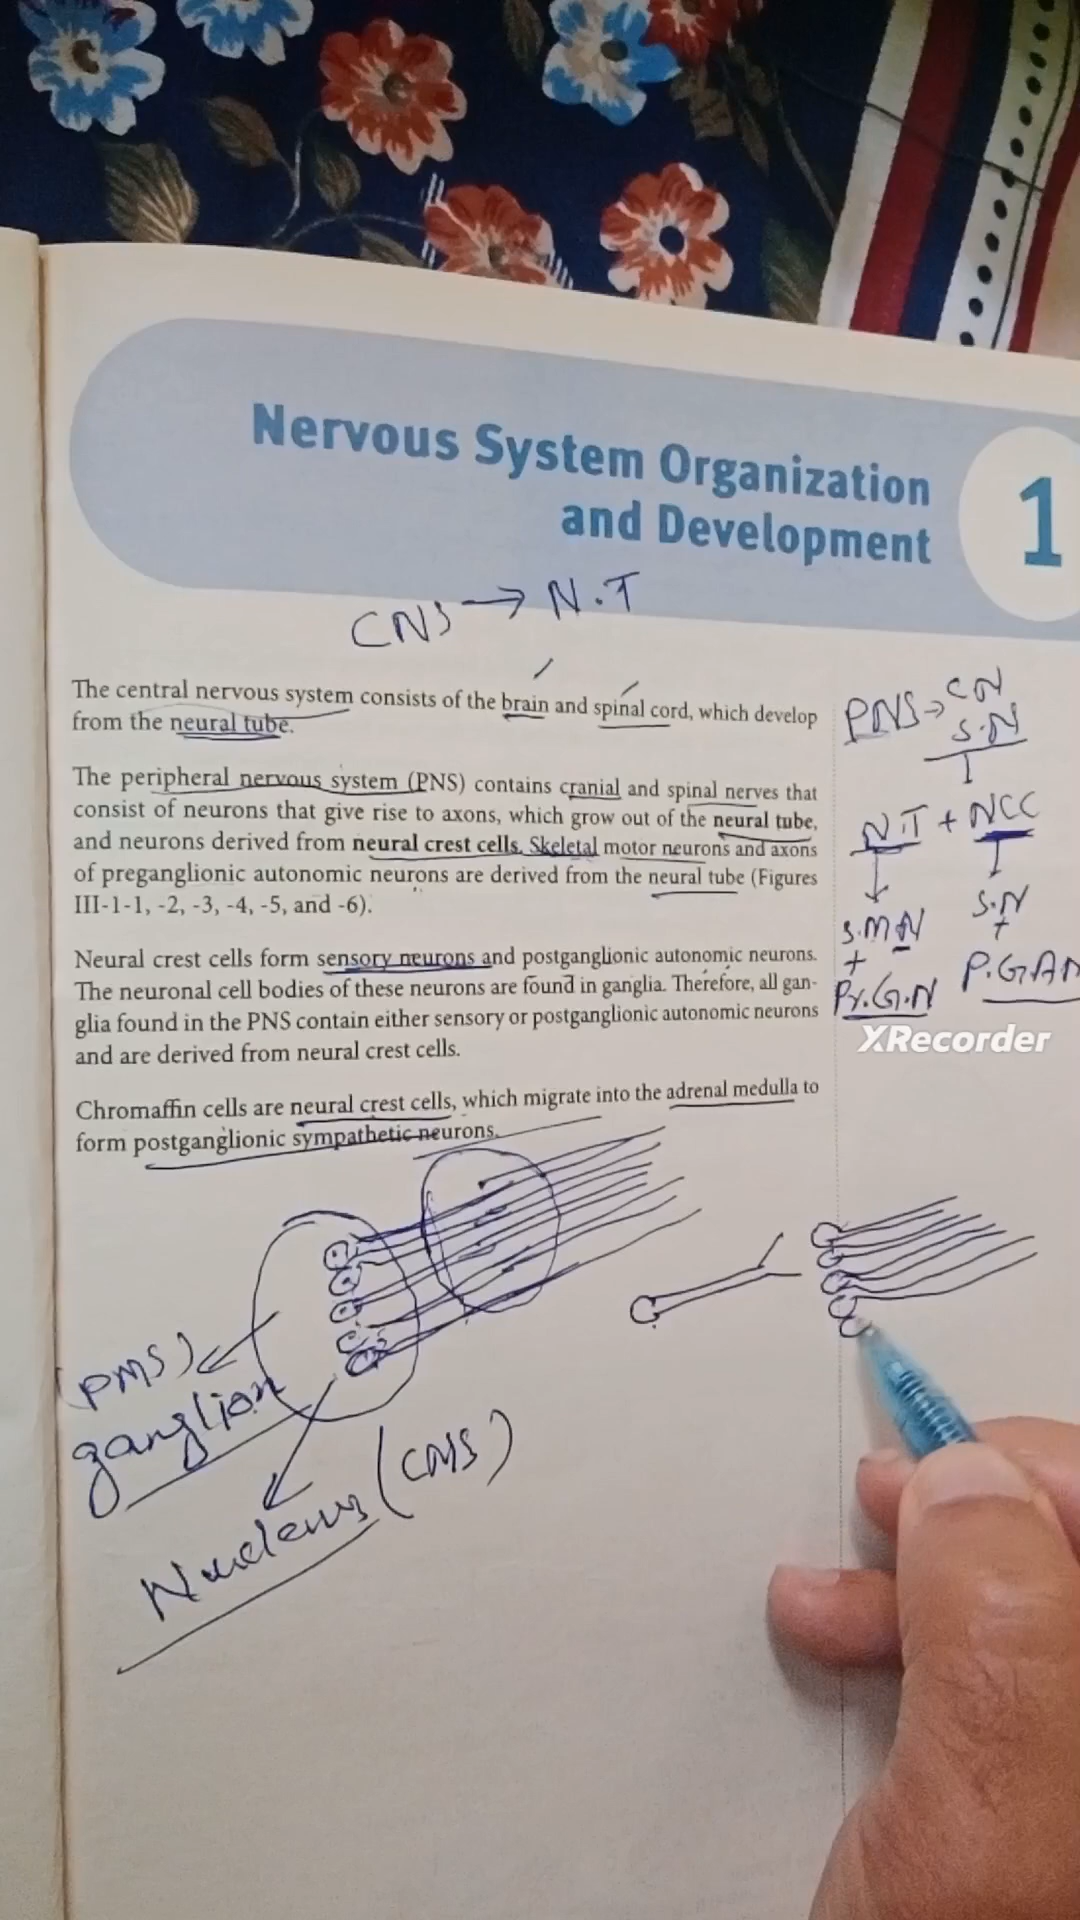 Nervous System Organization
and Development
1
CNS → N.T
The central nervous system consists of the brain and spinal cord, which develop
from the neural tube.
The peripheral nervous system (PNS) contains cranial and spinal nerves that
consist of neurons that give rise to axons, which grow out of the neural tube,
and neurons derived from neural crest cells. Skeletal motor neurons and axons
of preganglionic autonomic neurons are derived from the neural tube (Figures
III-1-1, -2, -3, -4, -5, and -6).
Neural crest cells form sensory neurons and postganglionic autonomic neurons.
The neuronal cell bodies of these neurons are found in ganglia. Therefore, all gan-
glia found in the PNS contain either sensory or postganglionic autonomic neurons
and are derived from neural crest cells.
Chromaffin cells are neural crest cells, which migrate into the adrenal medulla to
form postganglionic sympathetic neurons.
PNS → CN
S.N
N.T + NCC
S.M.N
+
Pr.G.N
S.N
+
P.GAN
XRecorder
(PNS)
ganglion
Nucleus (CNS)